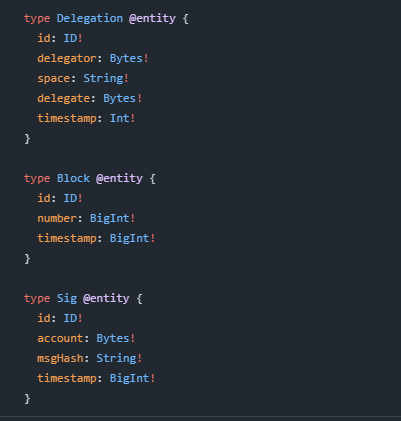 type Delegation @entity {
  id: ID!
  delegator: Bytes!
  space: String!
  delegate: Bytes!
  timestamp: Int!
}

type Block @entity {
  id: ID!
  number: BigInt!
  timestamp: BigInt!
}

type Sig @entity {
  id: ID!
  account: Bytes!
  msgHash: String!
  timestamp: BigInt!
}